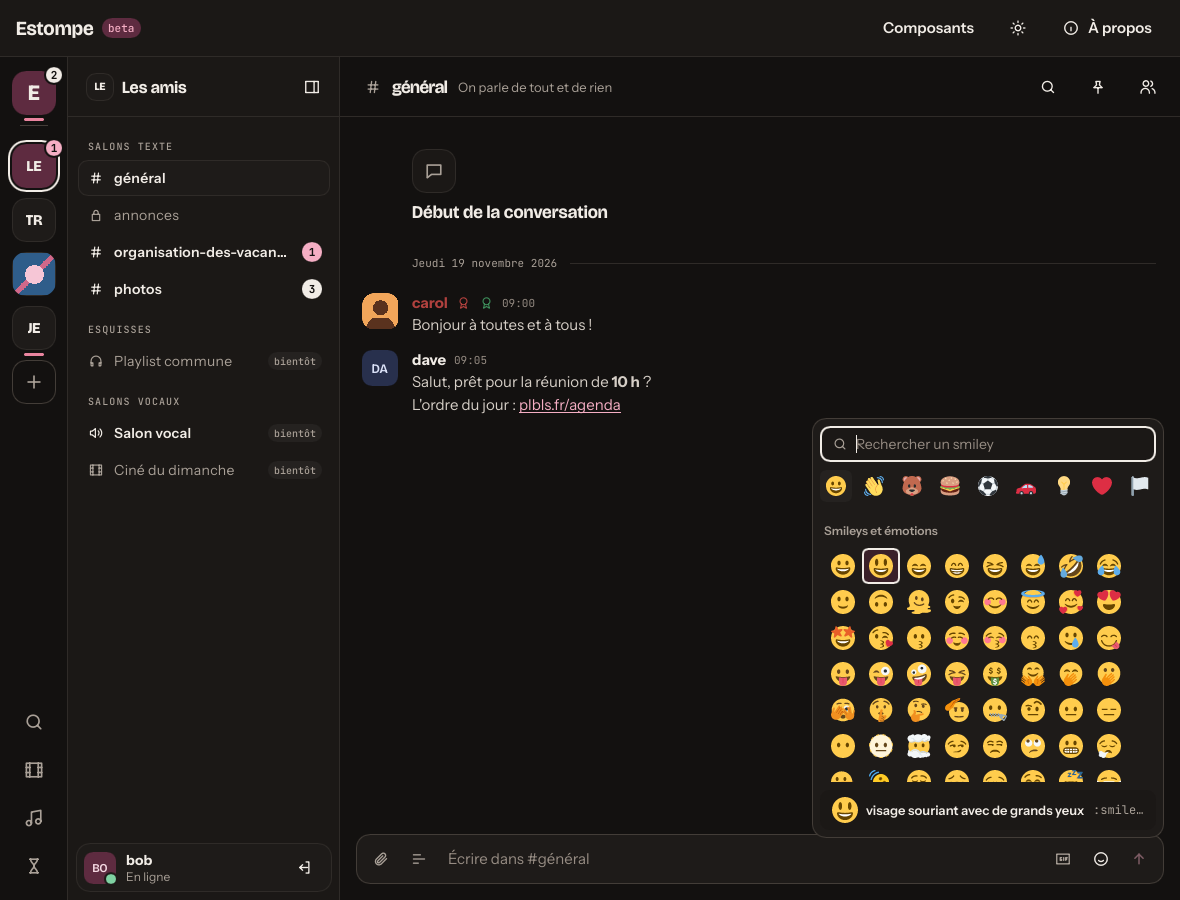 Estompe beta
Composants
À propos
E 2
LE 1
TR
JE
LE Les amis
SALONS TEXTE
# général
annonces
# organisation-des-vacan… 1
# photos 3
ESQUISSES
Playlist commune bientôt
SALONS VOCAUX
Salon vocal bientôt
Ciné du dimanche bientôt
BO bob
En ligne
# général On parle de tout et de rien
Début de la conversation
Jeudi 19 novembre 2026
carol 09:00
Bonjour à toutes et à tous !
DA dave 09:05
Salut, prêt pour la réunion de 10 h ?
L'ordre du jour : plbls.fr/agenda
Rechercher un smiley
Smileys et émotions
visage souriant avec de grands yeux :smile…
Écrire dans #général
GIF